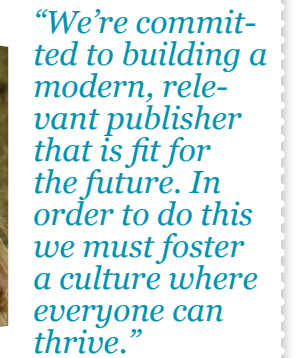 “We’re commit-
ted to building a
modern, rele-
vant publisher
that is fit for
the future. In
order to do this
we must foster
a culture where
everyone can
thrive.”